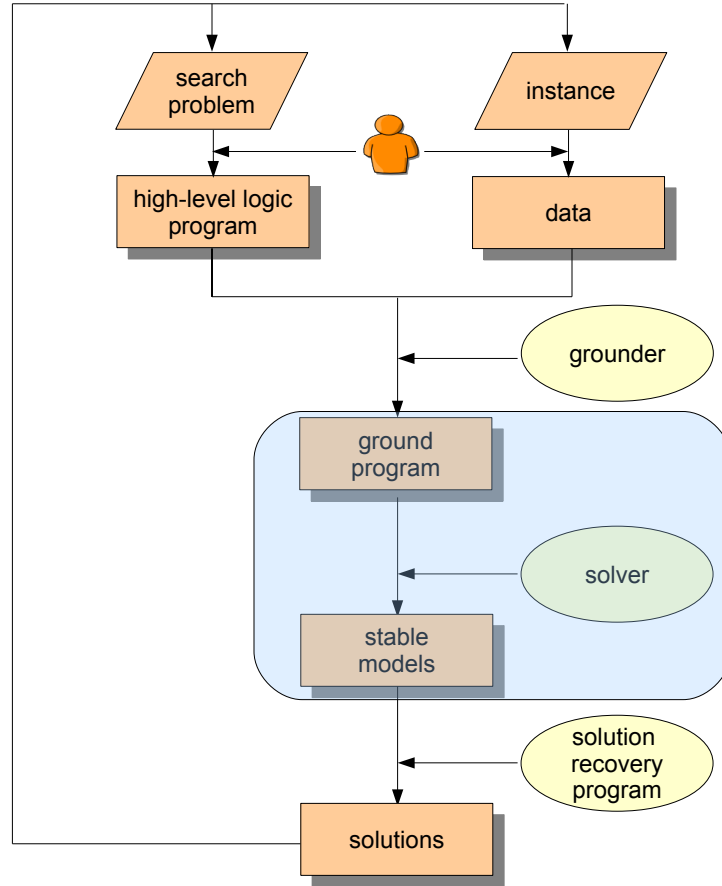 search
problem
instance
high-level logic
program
data
grounder
ground
program
solver
stable
models
solution
recovery
program
solutions